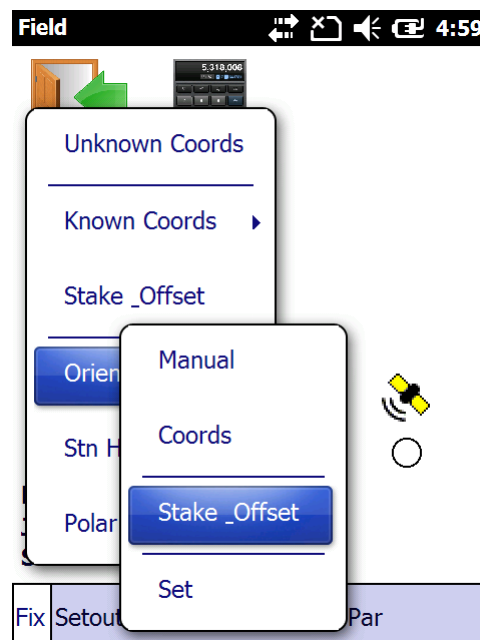 Field 4:59
5,318,008
Unknown Coords
Known Coords
Stake _Offset
Orien
Manual
Coords
Stn H
Stake _Offset
Polar
Set
Fix Setout Par